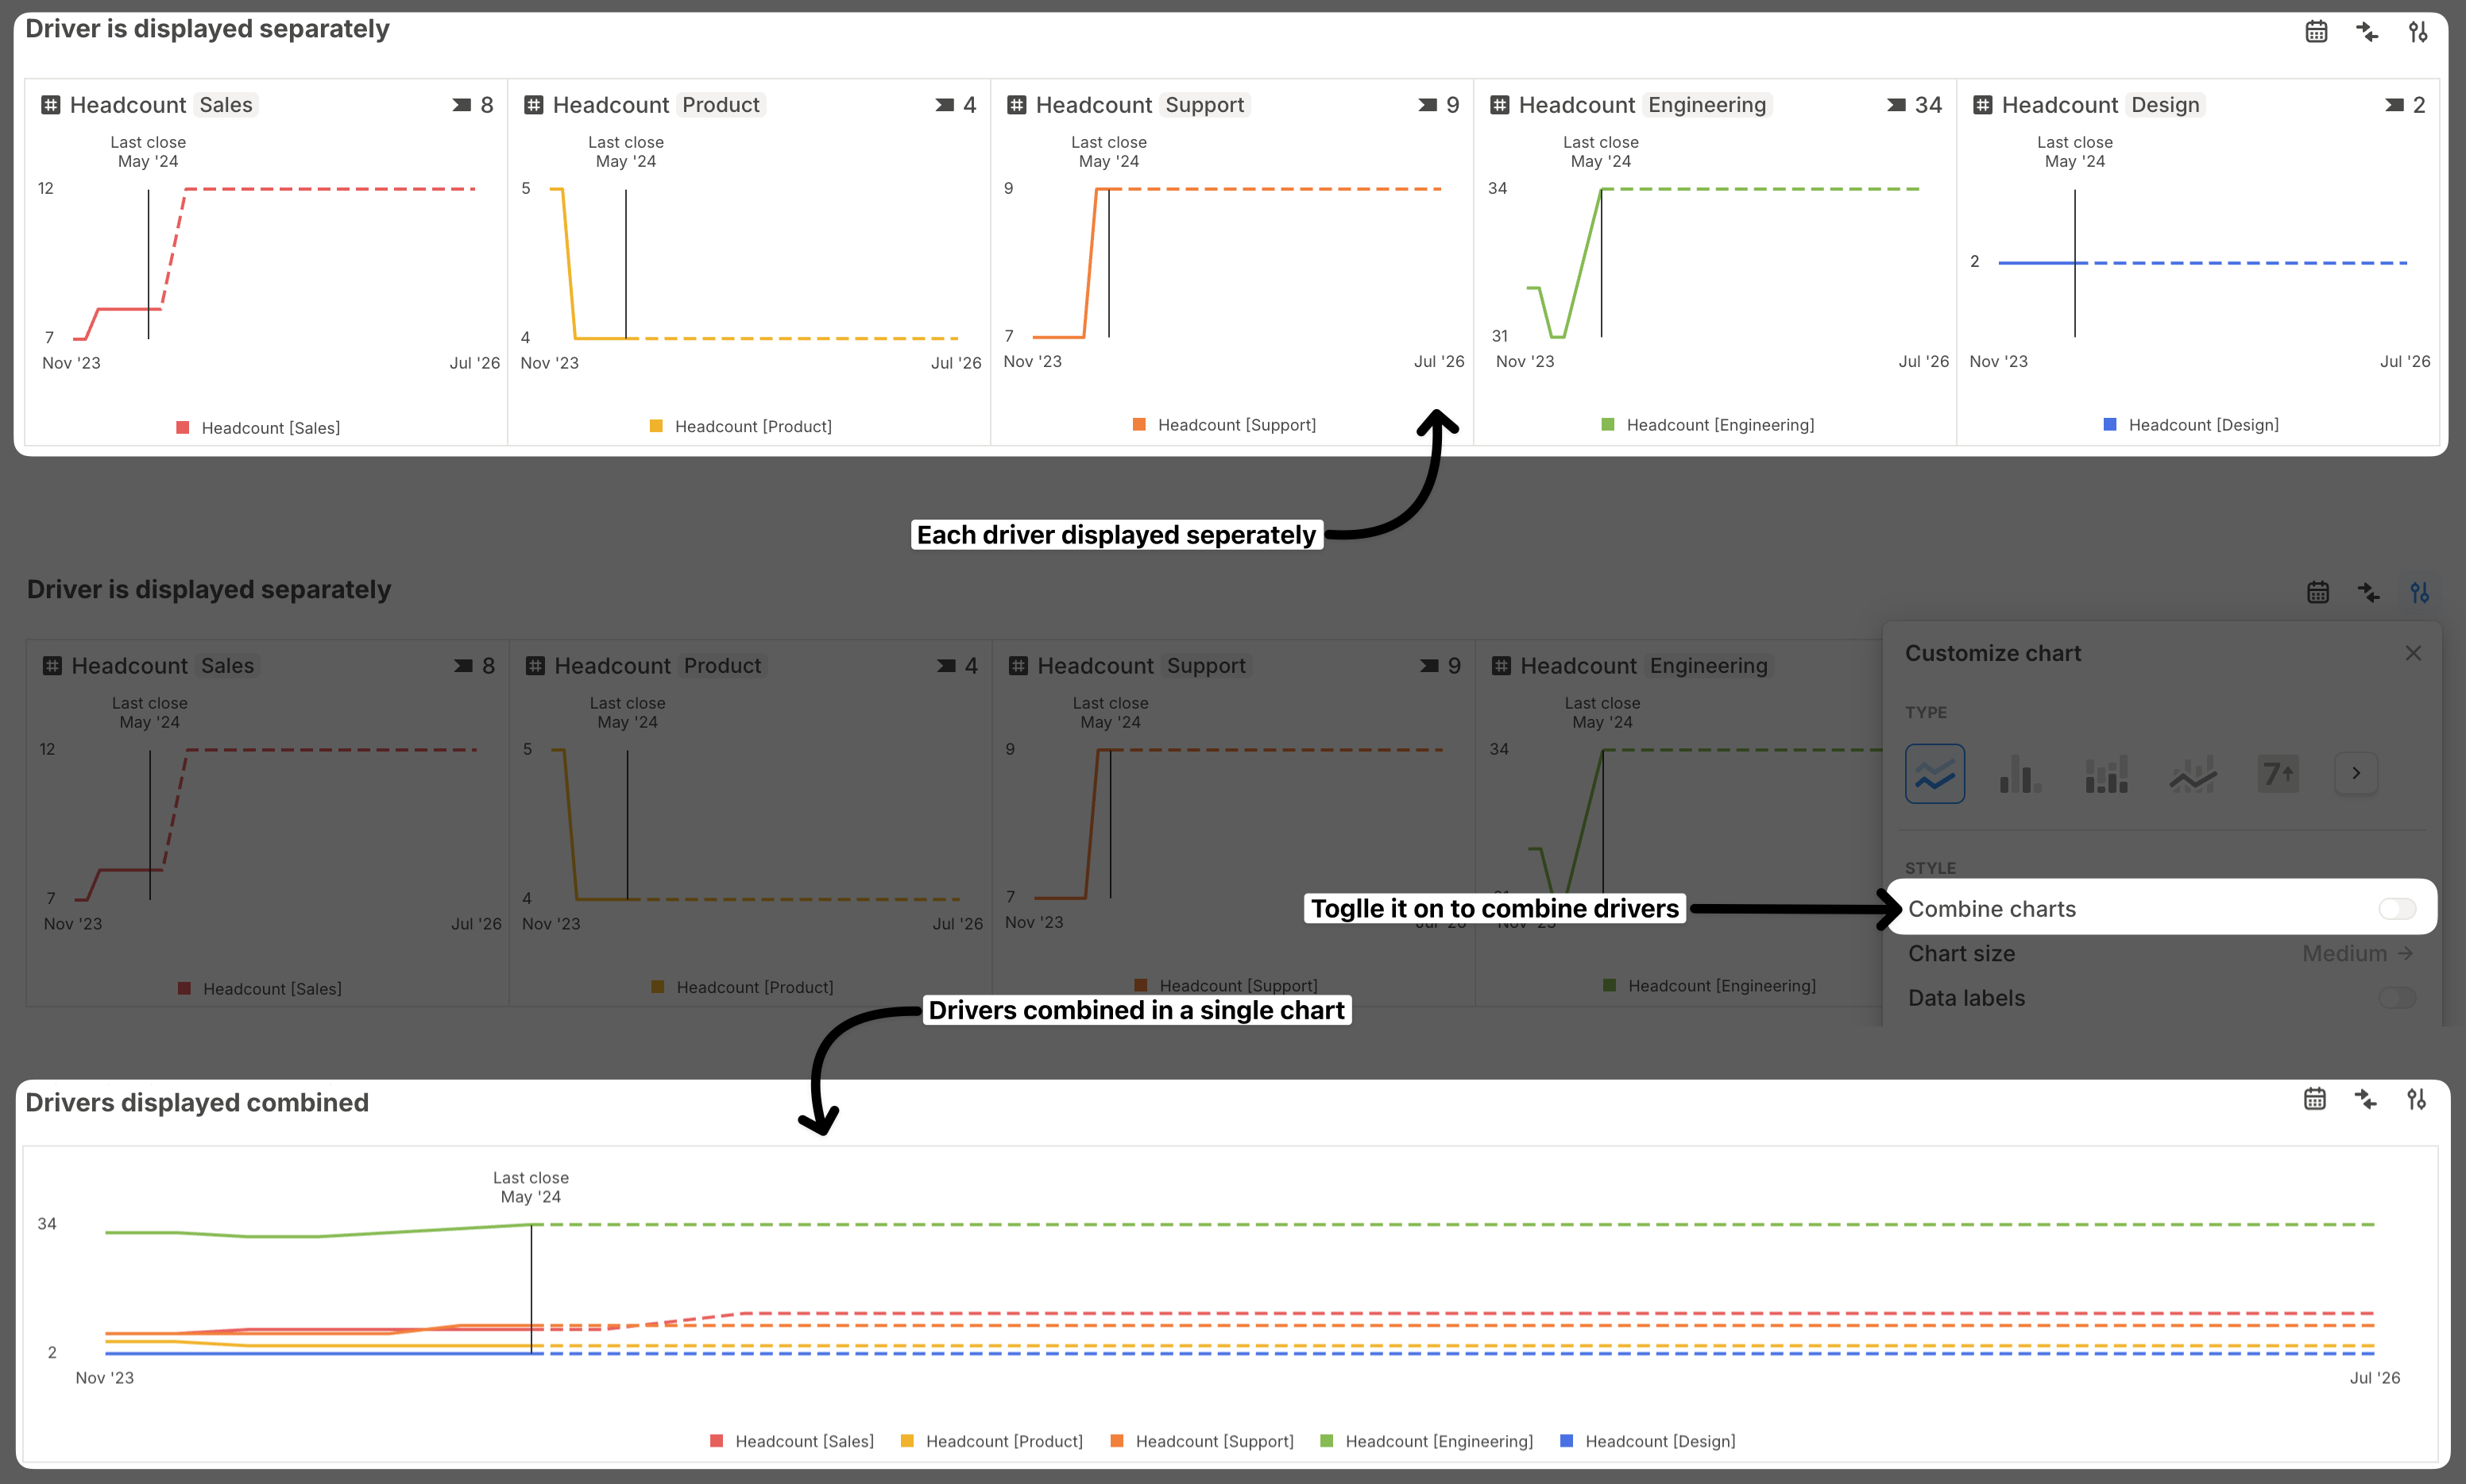 Driver is displayed separately
Headcount Sales 8
Headcount Product 4
Headcount Support 9
Headcount Engineering 34
Headcount Design 2
Last close
May '24
12
7
Nov '23 Jul '26
Headcount [Sales]
Last close
May '24
5
4
Nov '23 Jul '26
Headcount [Product]
Last close
May '24
9
7
Nov '23 Jul '26
Headcount [Support]
Last close
May '24
34
31
Nov '23 Jul '26
Headcount [Engineering]
Last close
May '24
2
Nov '23 Jul '26
Headcount [Design]
Each driver displayed seperately
Driver is displayed separately
Headcount Sales 8
Headcount Product 4
Headcount Support 9
Headcount Engineering
Last close
May '24
12
7
Nov '23 Jul '26
Headcount [Sales]
Last close
May '24
5
4
Nov '23 Jul '26
Headcount [Product]
Last close
May '24
9
7
Nov '23
Headcount [Support]
Last close
May '24
34
Headcount [Engineering]
Customize chart
TYPE
7
STYLE
Toglle it on to combine drivers
Combine charts
Chart size Medium
Data labels
Drivers combined in a single chart
Drivers displayed combined
Last close
May '24
34
2
Nov '23 Jul '26
Headcount [Sales] Headcount [Product] Headcount [Support] Headcount [Engineering] Headcount [Design]